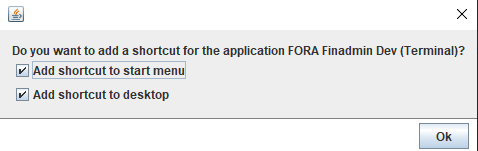 Do you want to add a shortcut for the application FORA Finadmin Dev (Terminal)?
Add shortcut to start menu
Add shortcut to desktop
Ok